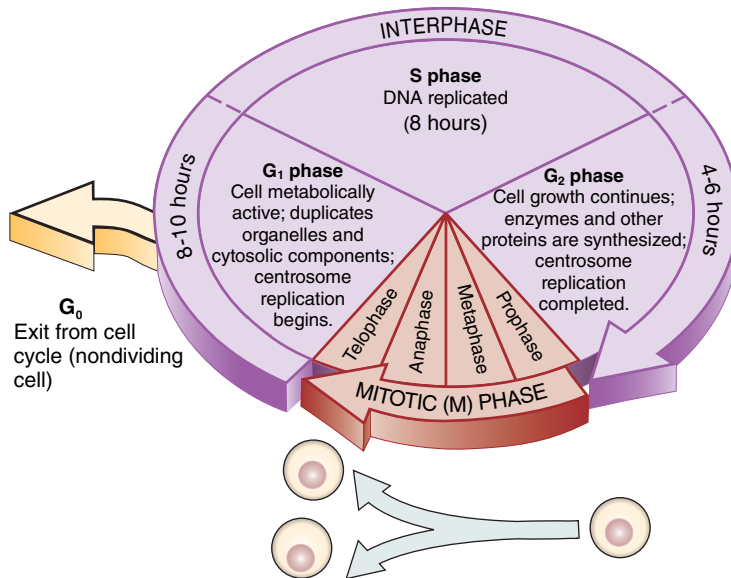 INTERPHASE
S phase
DNA replicated
(8 hours)
8-10 hours
G₁ phase
Cell metabolically
active; duplicates
organelles and
cytosolic components;
centrosome
replication
begins.
G₂ phase
Cell growth continues;
enzymes and other
proteins are synthesized;
centrosome
replication
completed.
4-6 hours
G₀
Exit from cell
cycle (nondividing
cell)
Telophase
Anaphase
Metaphase
Prophase
MITOTIC (M) PHASE